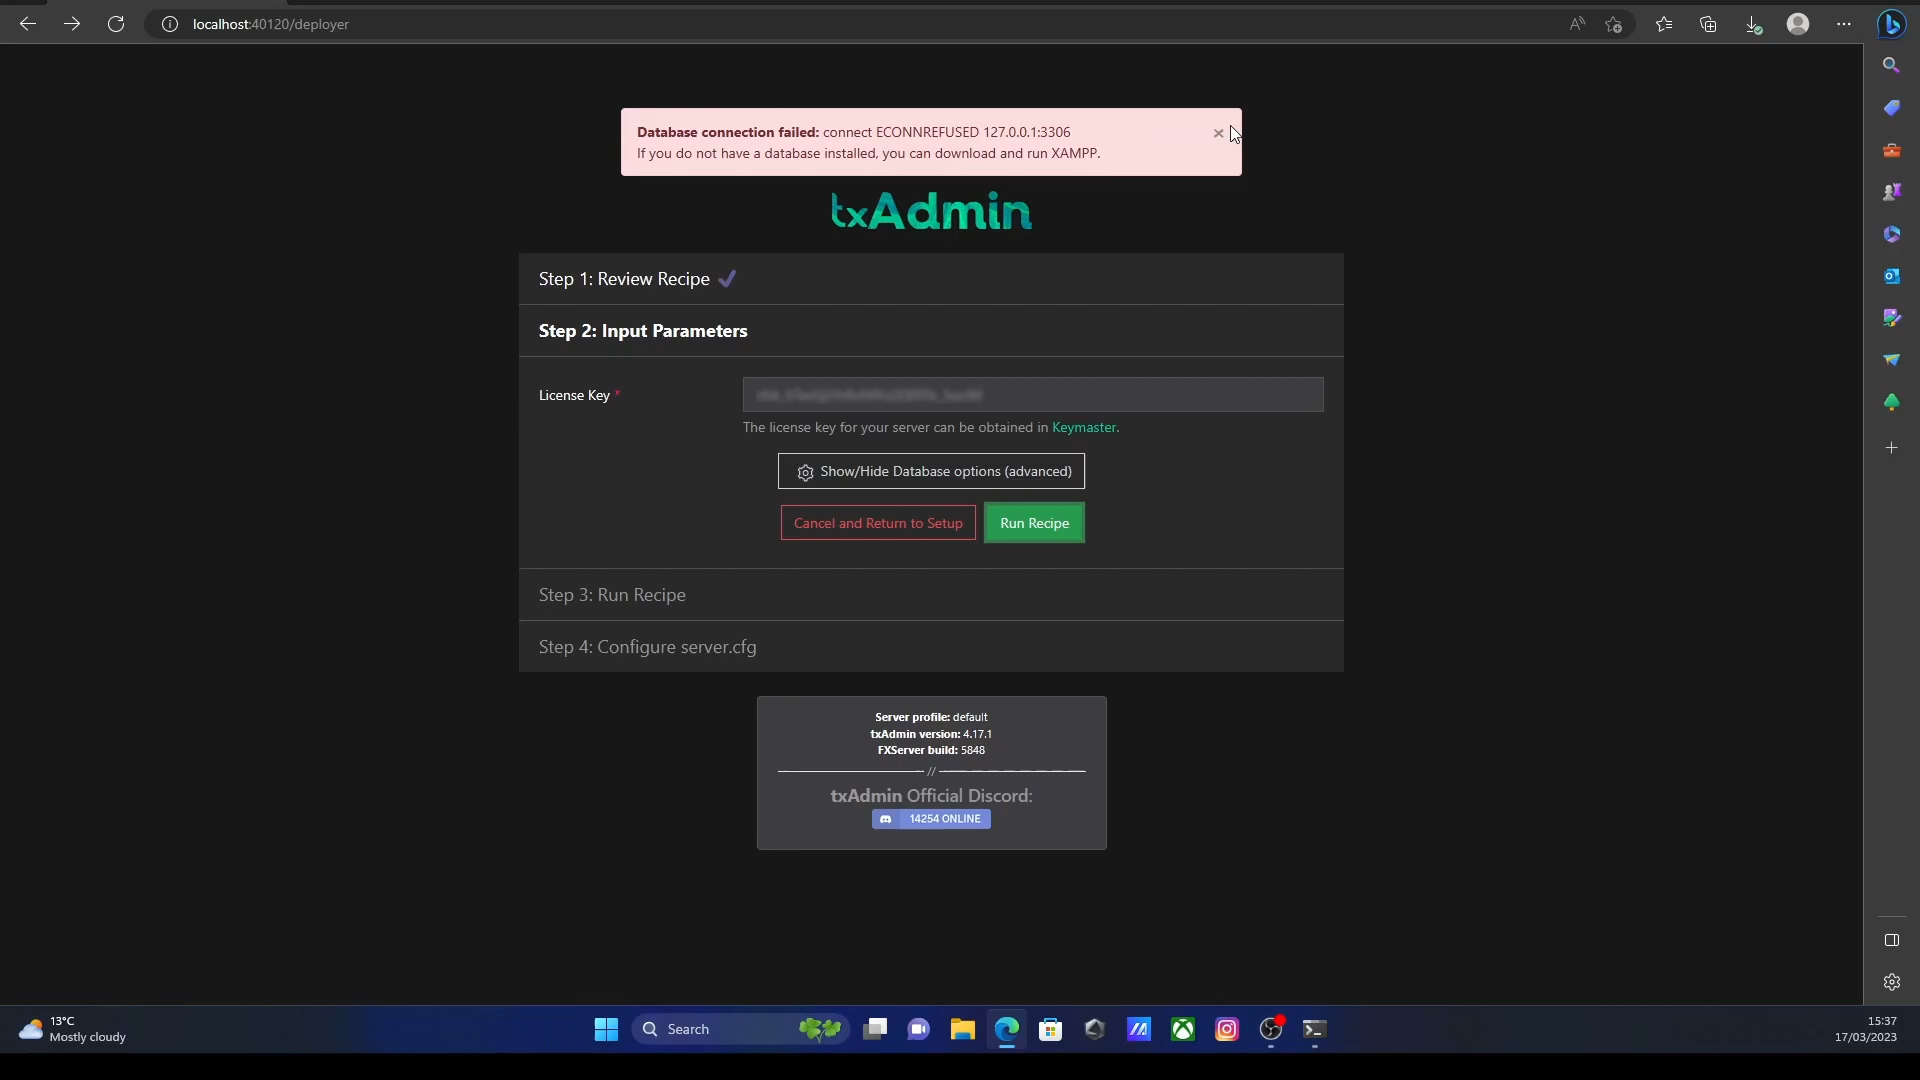 localhost:40120/deployer
Database connection failed: connect ECONNREFUSED 127.0.0.1:3306
If you do not have a database installed, you can download and run XAMPP.
txAdmin
Step 1: Review Recipe
Step 2: Input Parameters
License Key *
The license key for your server can be obtained in Keymaster.
Show/Hide Database options (advanced)
Cancel and Return to Setup
Run Recipe
Step 3: Run Recipe
Step 4: Configure server.cfg
Server profile: default
txAdmin version: 4.17.1
FXServer build: 5848
//
txAdmin Official Discord:
14254 ONLINE
13°C
Mostly cloudy
Search
15:37
17/03/2023